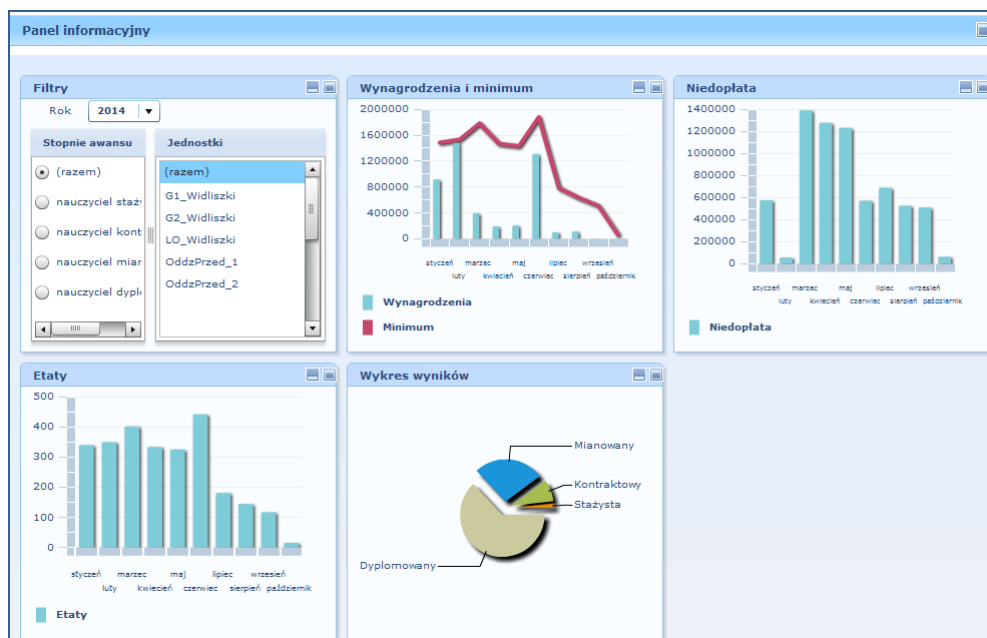 Panel informacyjny
Filtry
Rok 2014
Stopnie awansu
(razem)
nauczyciel
nauczyciel
nauczyciel
nauczyciel
Jednostki
(razem)
G1_Widliszki
G2_Widliszki
LO_Widliszki
OddzPrzed_1
OddzPrzed_2
Wynagrodzenia i minimum
2000000
1600000
1200000
800000
400000
0
styczeń marzec maj lipiec wrzesień
luty kwiecień czerwiec sierpień październik
Wynagrodzenia
Minimum
Niedopłata
1400000
1200000
1000000
800000
600000
400000
200000
0
styczeń marzec maj lipiec wrzesień
luty kwiecień czerwiec sierpień październik
Niedopłata
Etaty
500
400
300
200
100
0
styczeń marzec maj lipiec wrzesień
luty kwiecień czerwiec sierpień październik
Etaty
Wykres wyników
Mianowany
Kontraktowy
Stażysta
Dyplomowany